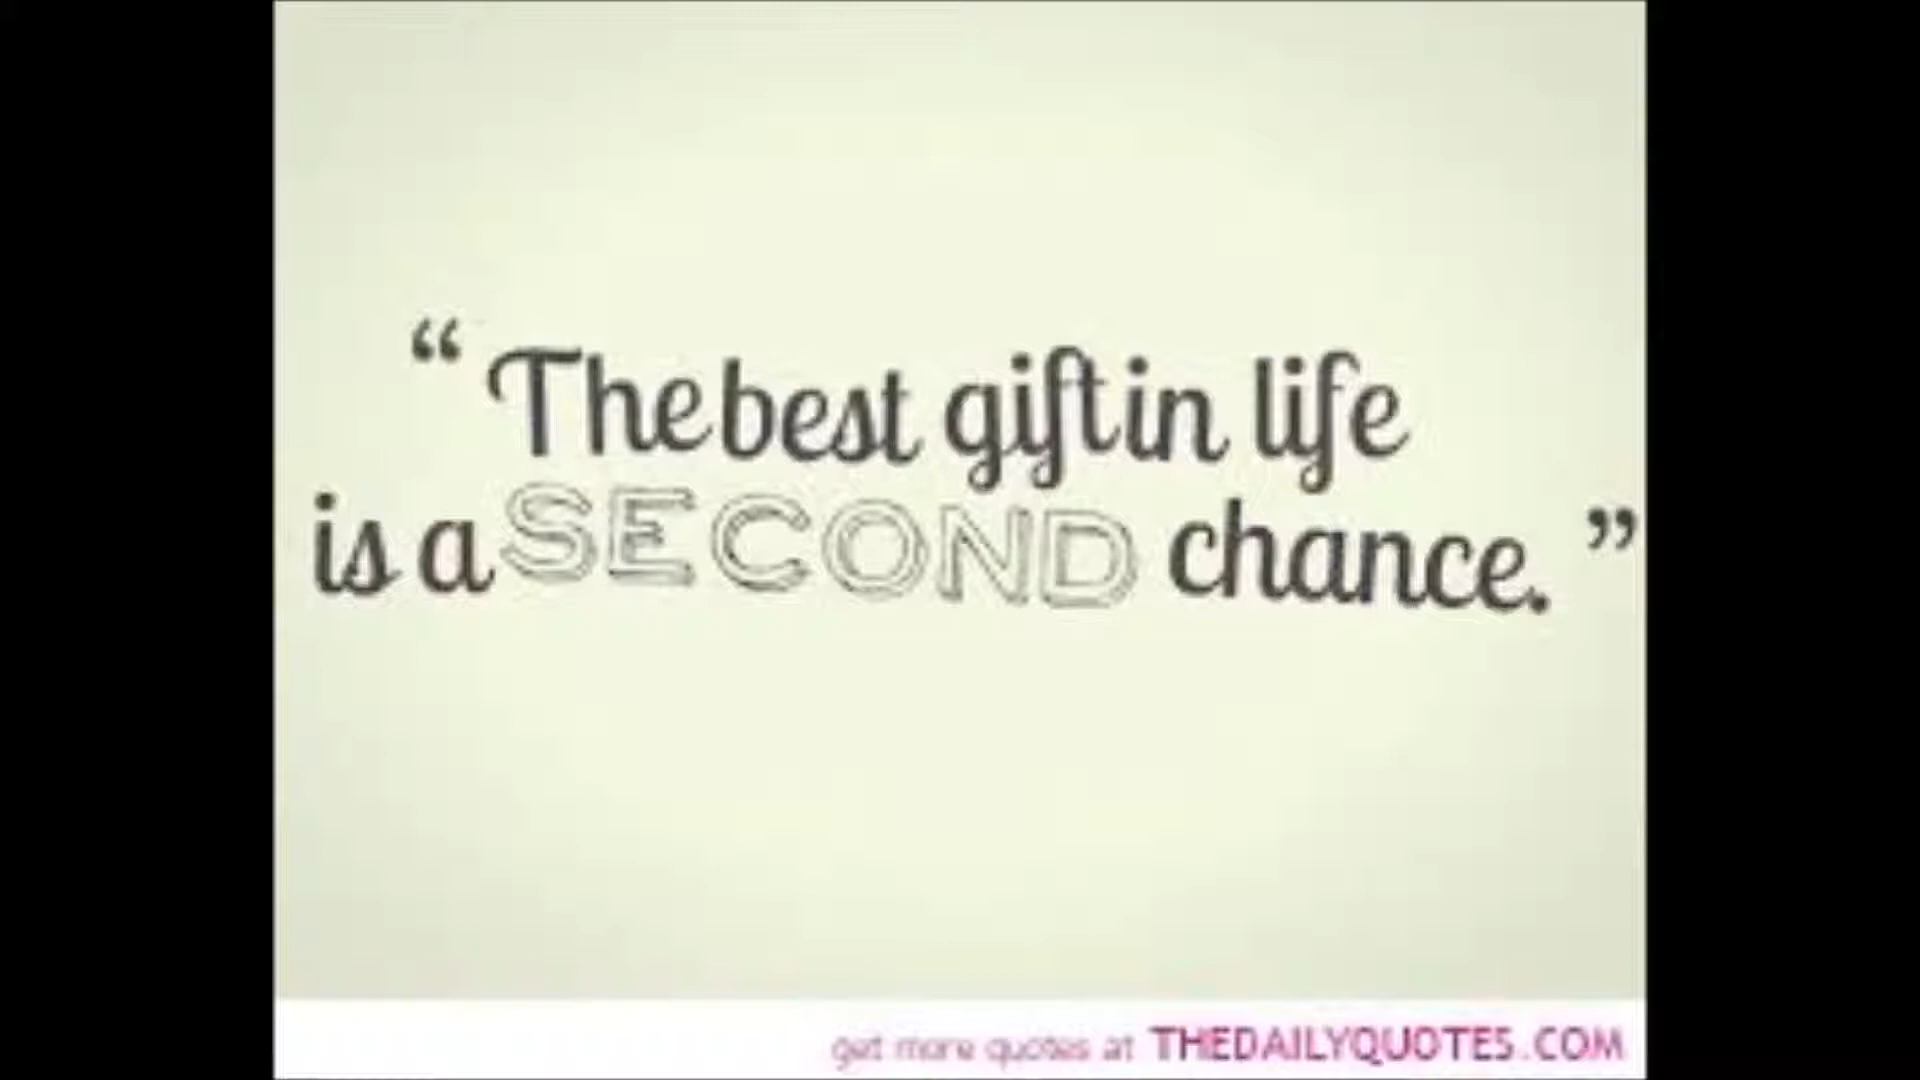 “ The best gift in life
is a SECOND chance. ”
get more quotes at THEDAILYQUOTES.COM